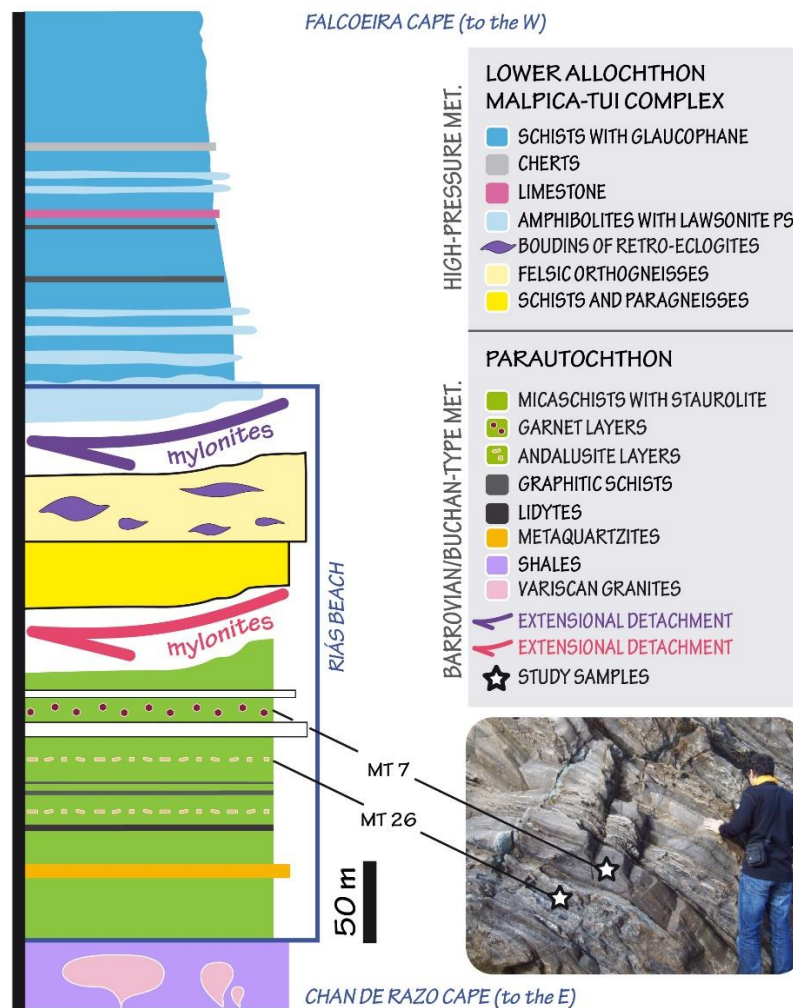 FALCOEIRA CAPE (to the W)
mylonites
mylonites
RIÁS BEACH
MT 7
MT 26
50 m
CHAN DE RAZO CAPE (to the E)
HIGH-PRESSURE MET.
LOWER ALLOCHTHON
MALPICA-TUI COMPLEX
SCHISTS WITH GLAUCOPHANE
CHERTS
LIMESTONE
AMPHIBOLITES WITH LAWSONITE PS
BOUDINS OF RETRO-ECLOGITES
FELSIC ORTHOGNEISSES
SCHISTS AND PARAGNEISSES
BARROVIAN/BUCHAN-TYPE MET.
PARAUTOCHTHON
MICASCHISTS WITH STAUROLITE
GARNET LAYERS
ANDALUSITE LAYERS
GRAPHITIC SCHISTS
LIDYTES
METAQUARTZITES
SHALES
VARISCAN GRANITES
EXTENSIONAL DETACHMENT
EXTENSIONAL DETACHMENT
STUDY SAMPLES